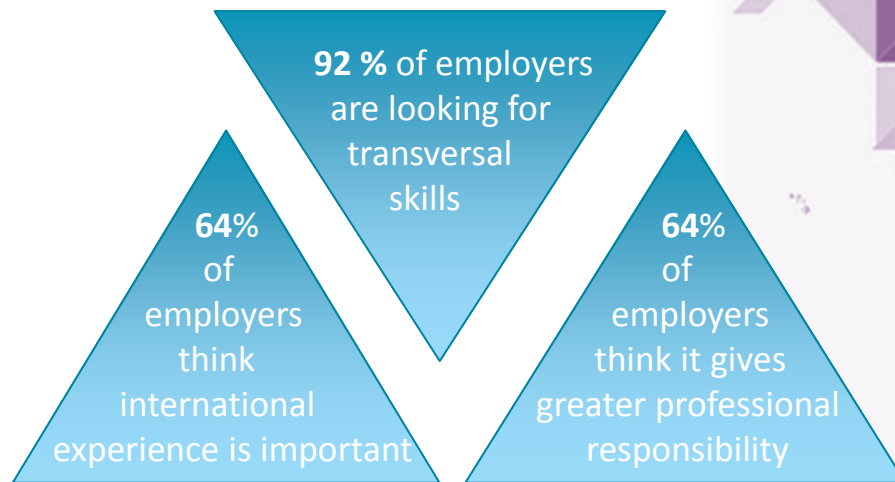 92 % of employers
are looking for
transversal
skills
64%
of
employers
think
international
experience is important
64%
of
employers
think it gives
greater professional
responsibility